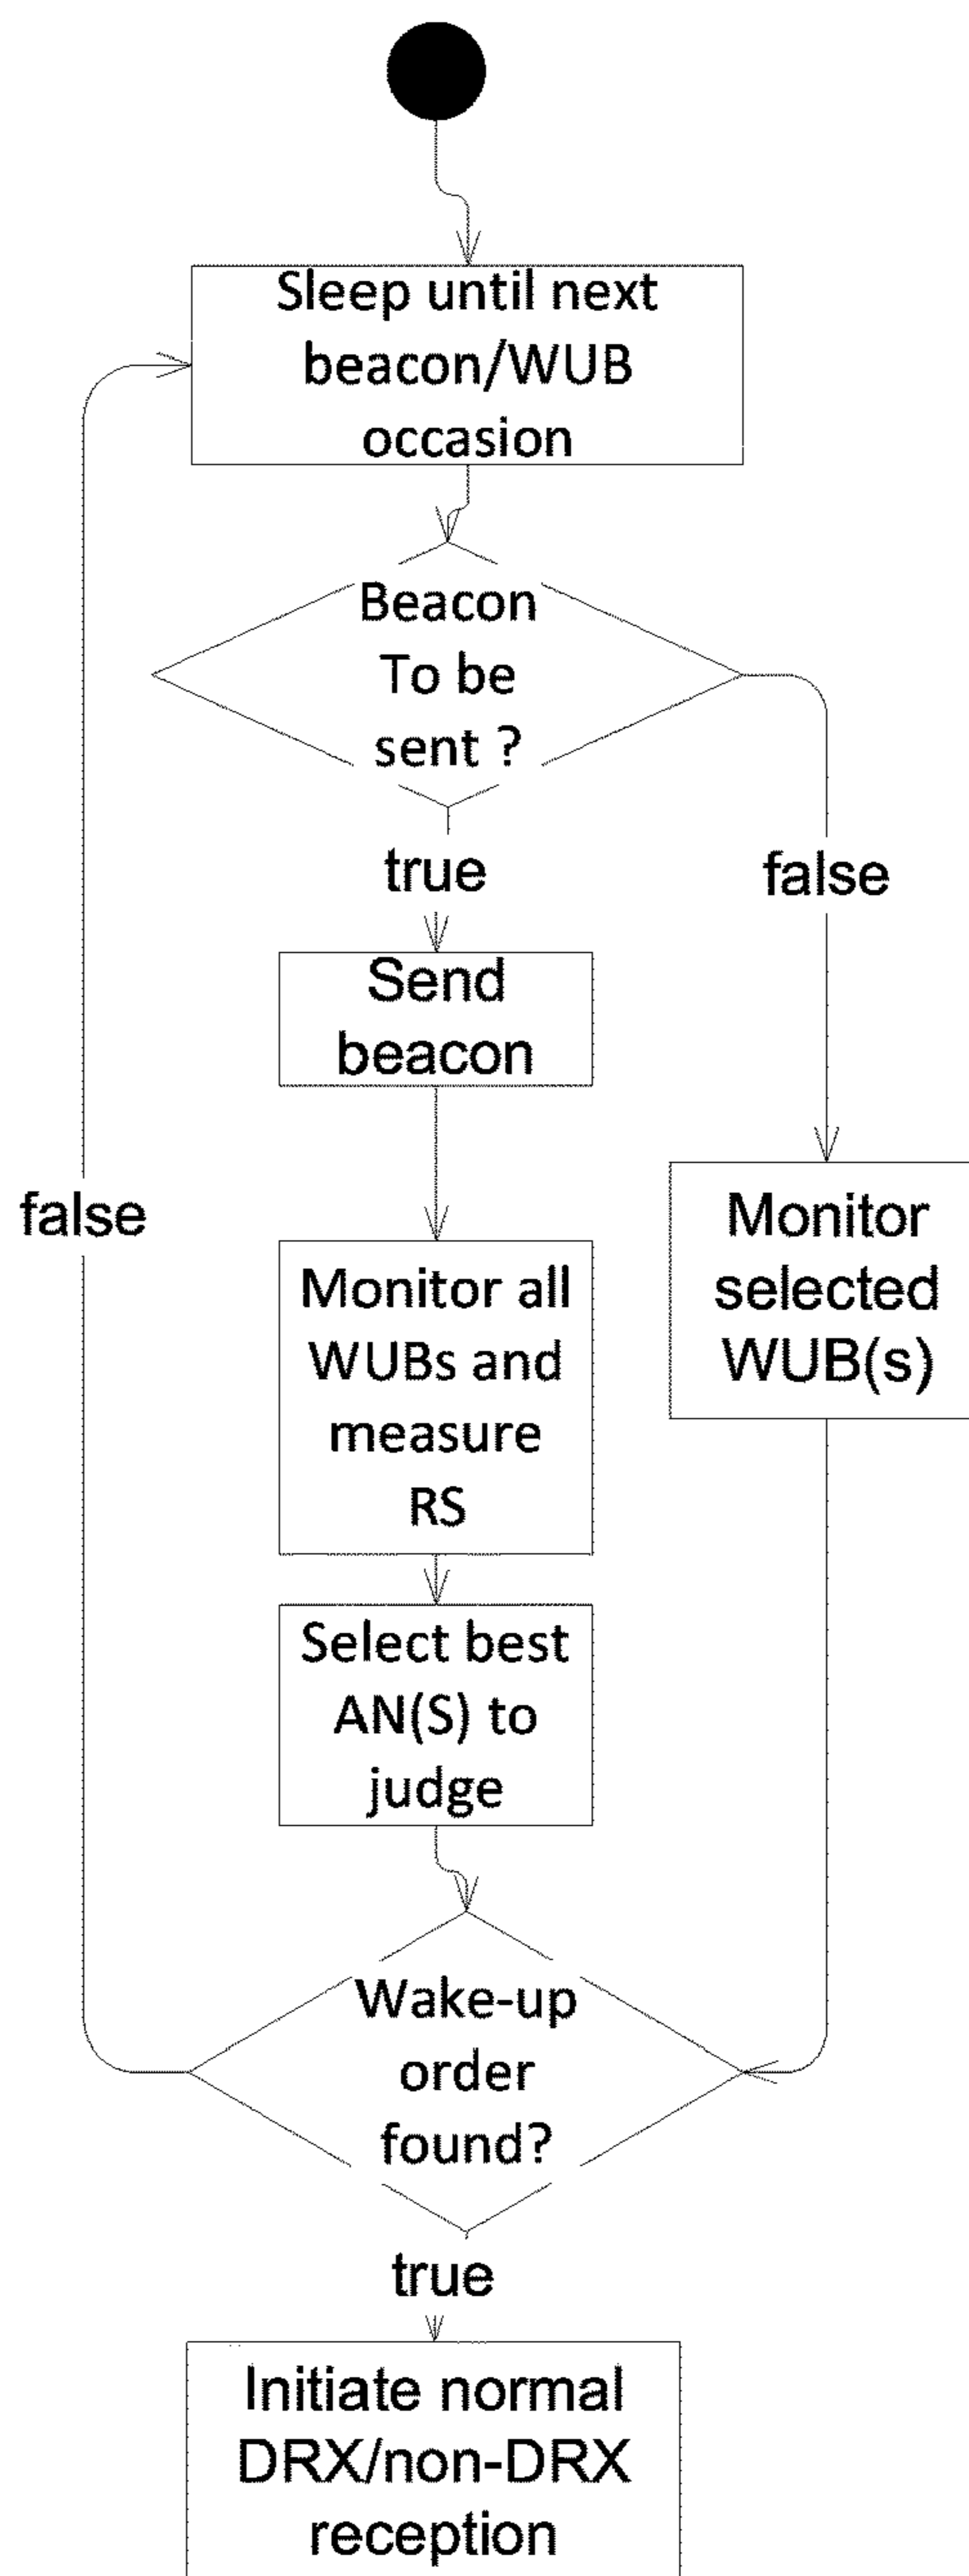 Sleep until next
beacon/WUB
occasion
Beacon
To be
sent ?
true
false
Send
beacon
false
Monitor
selected
WUB(s)
Monitor all
WUBs and
measure
RS
Select best
AN(S) to
judge
Wake-up
order
found?
true
Initiate normal
DRX/non-DRX
reception